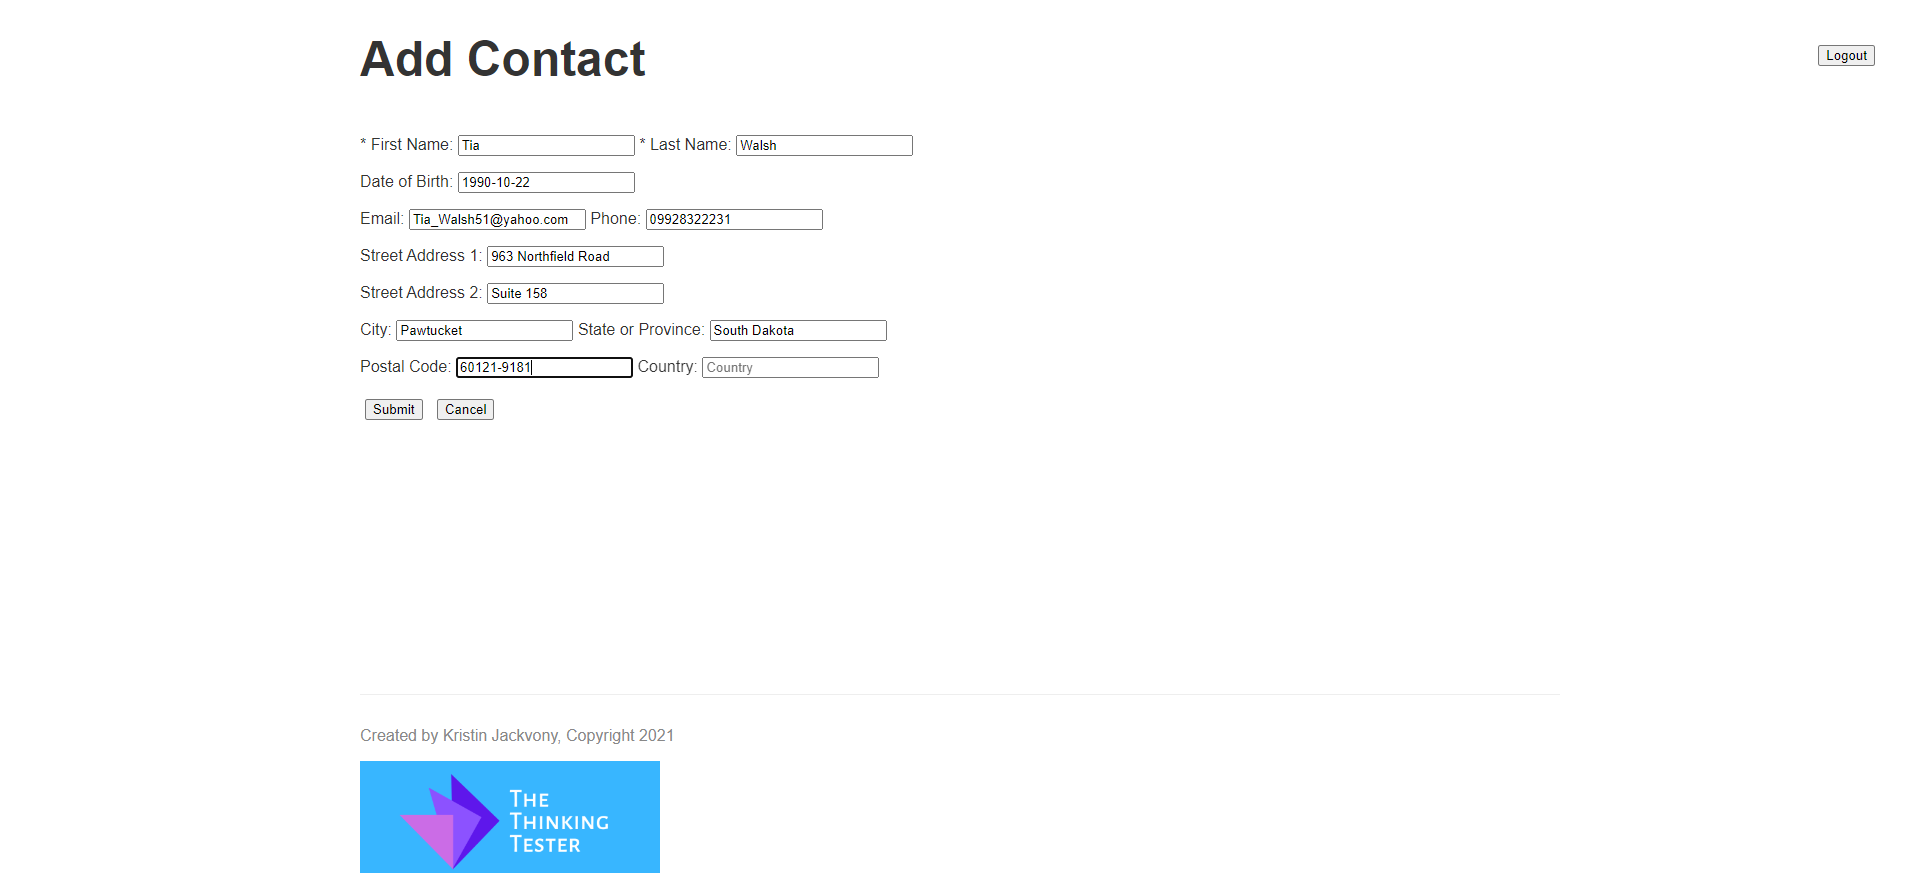 Add Contact
Logout
* First Name: Tia * Last Name: Walsh
Date of Birth: 1990-10-22
Email: Tia_Walsh51@yahoo.com Phone: 09928322231
Street Address 1: 963 Northfield Road
Street Address 2: Suite 158
City: Pawtucket State or Province: South Dakota
Postal Code: 60121-9181 Country: Country
Submit Cancel
Created by Kristin Jackvony, Copyright 2021
THE
THINKING
TESTER